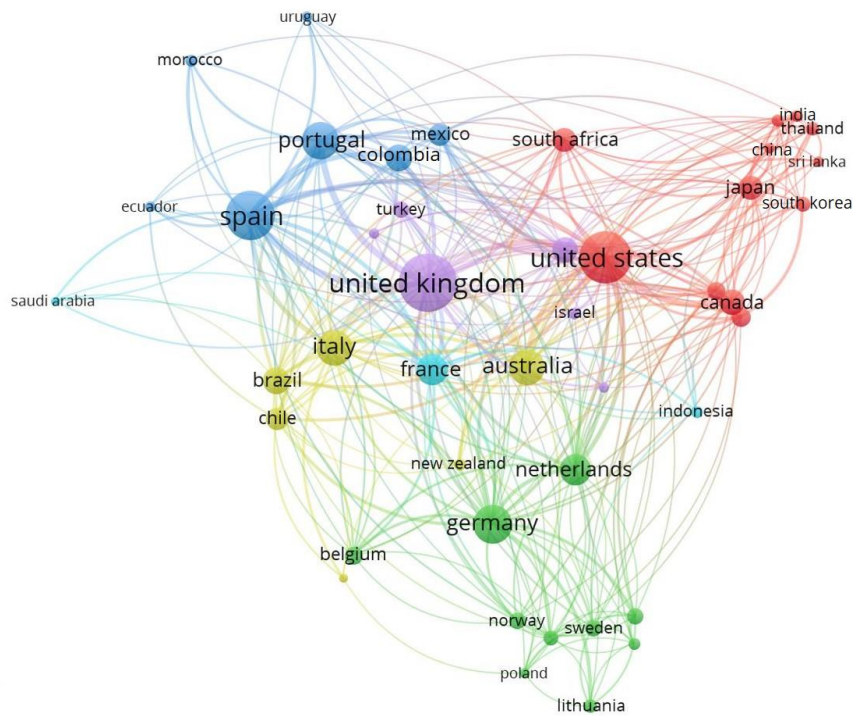 uruguay
morocco
portugal
mexico
colombia
south africa
india
thailand
china
sri lanka
japan
south korea
ecuador
spain
turkey
united kingdom
united states
israel
saudi arabia
canada
italy
france
australia
brazil
chile
indonesia
new zealand
netherlands
germany
belgium
norway
sweden
poland
lithuania